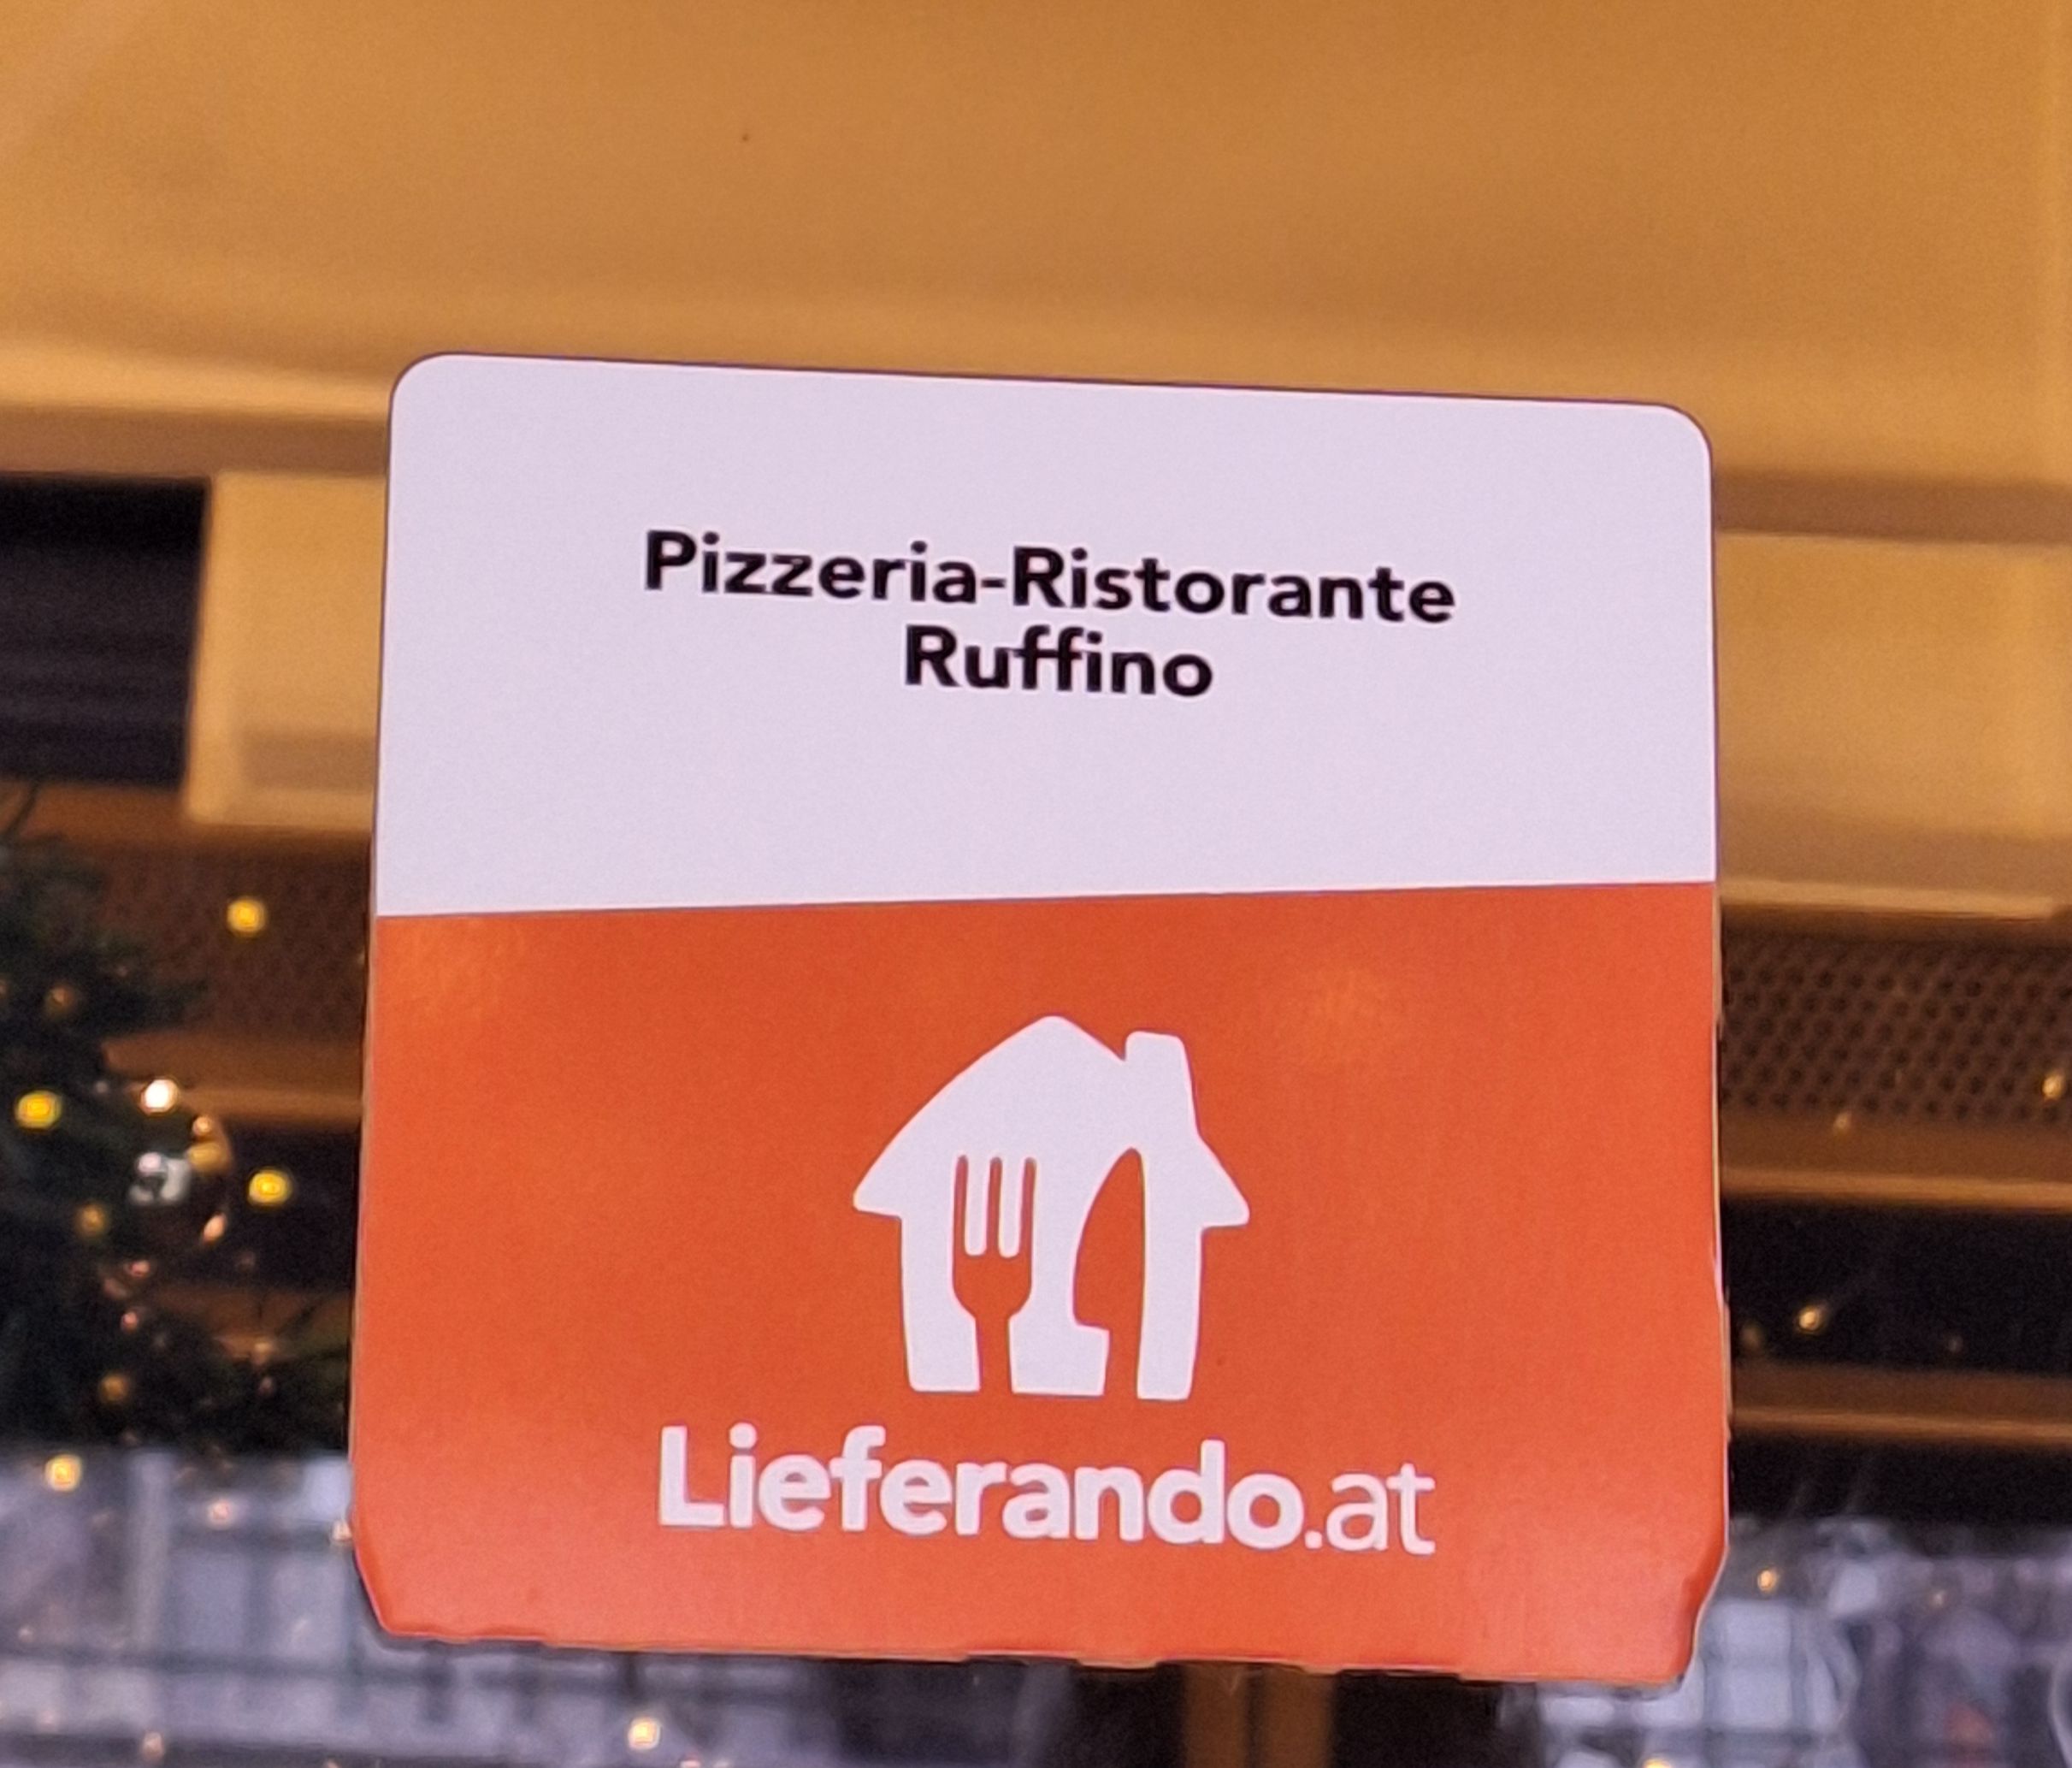 Pizzeria-Ristorante
Ruffino
Lieferando.at